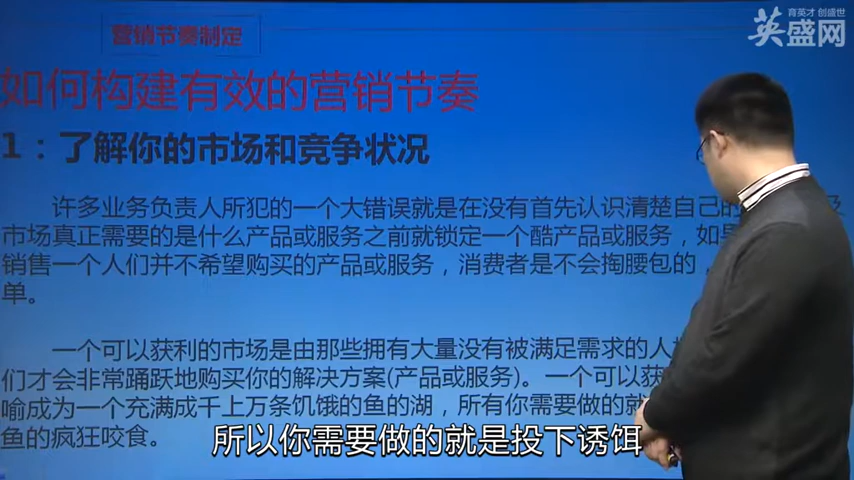 育英才 创盛世
英盛网
营销节奏制定
如何构建有效的营销节奏
1：了解你的市场和竞争状况
许多业务负责人所犯的一个大错误就是在没有首先认识清楚自己的
市场真正需要的是什么产品或服务之前就锁定一个酷产品或服务，如
销售一个人们并不希望购买的产品或服务，消费者是不会掏腰包的，
单。
一个可以获利的市场是由那些拥有大量没有被满足需求的人
们才会非常踊跃地购买你的解决方案(产品或服务)。一个可以获
喻成为一个充满成千上万条饥饿的鱼的湖，所有你需要做的
鱼的疯狂咬食。
所以你需要做的就是投下诱饵